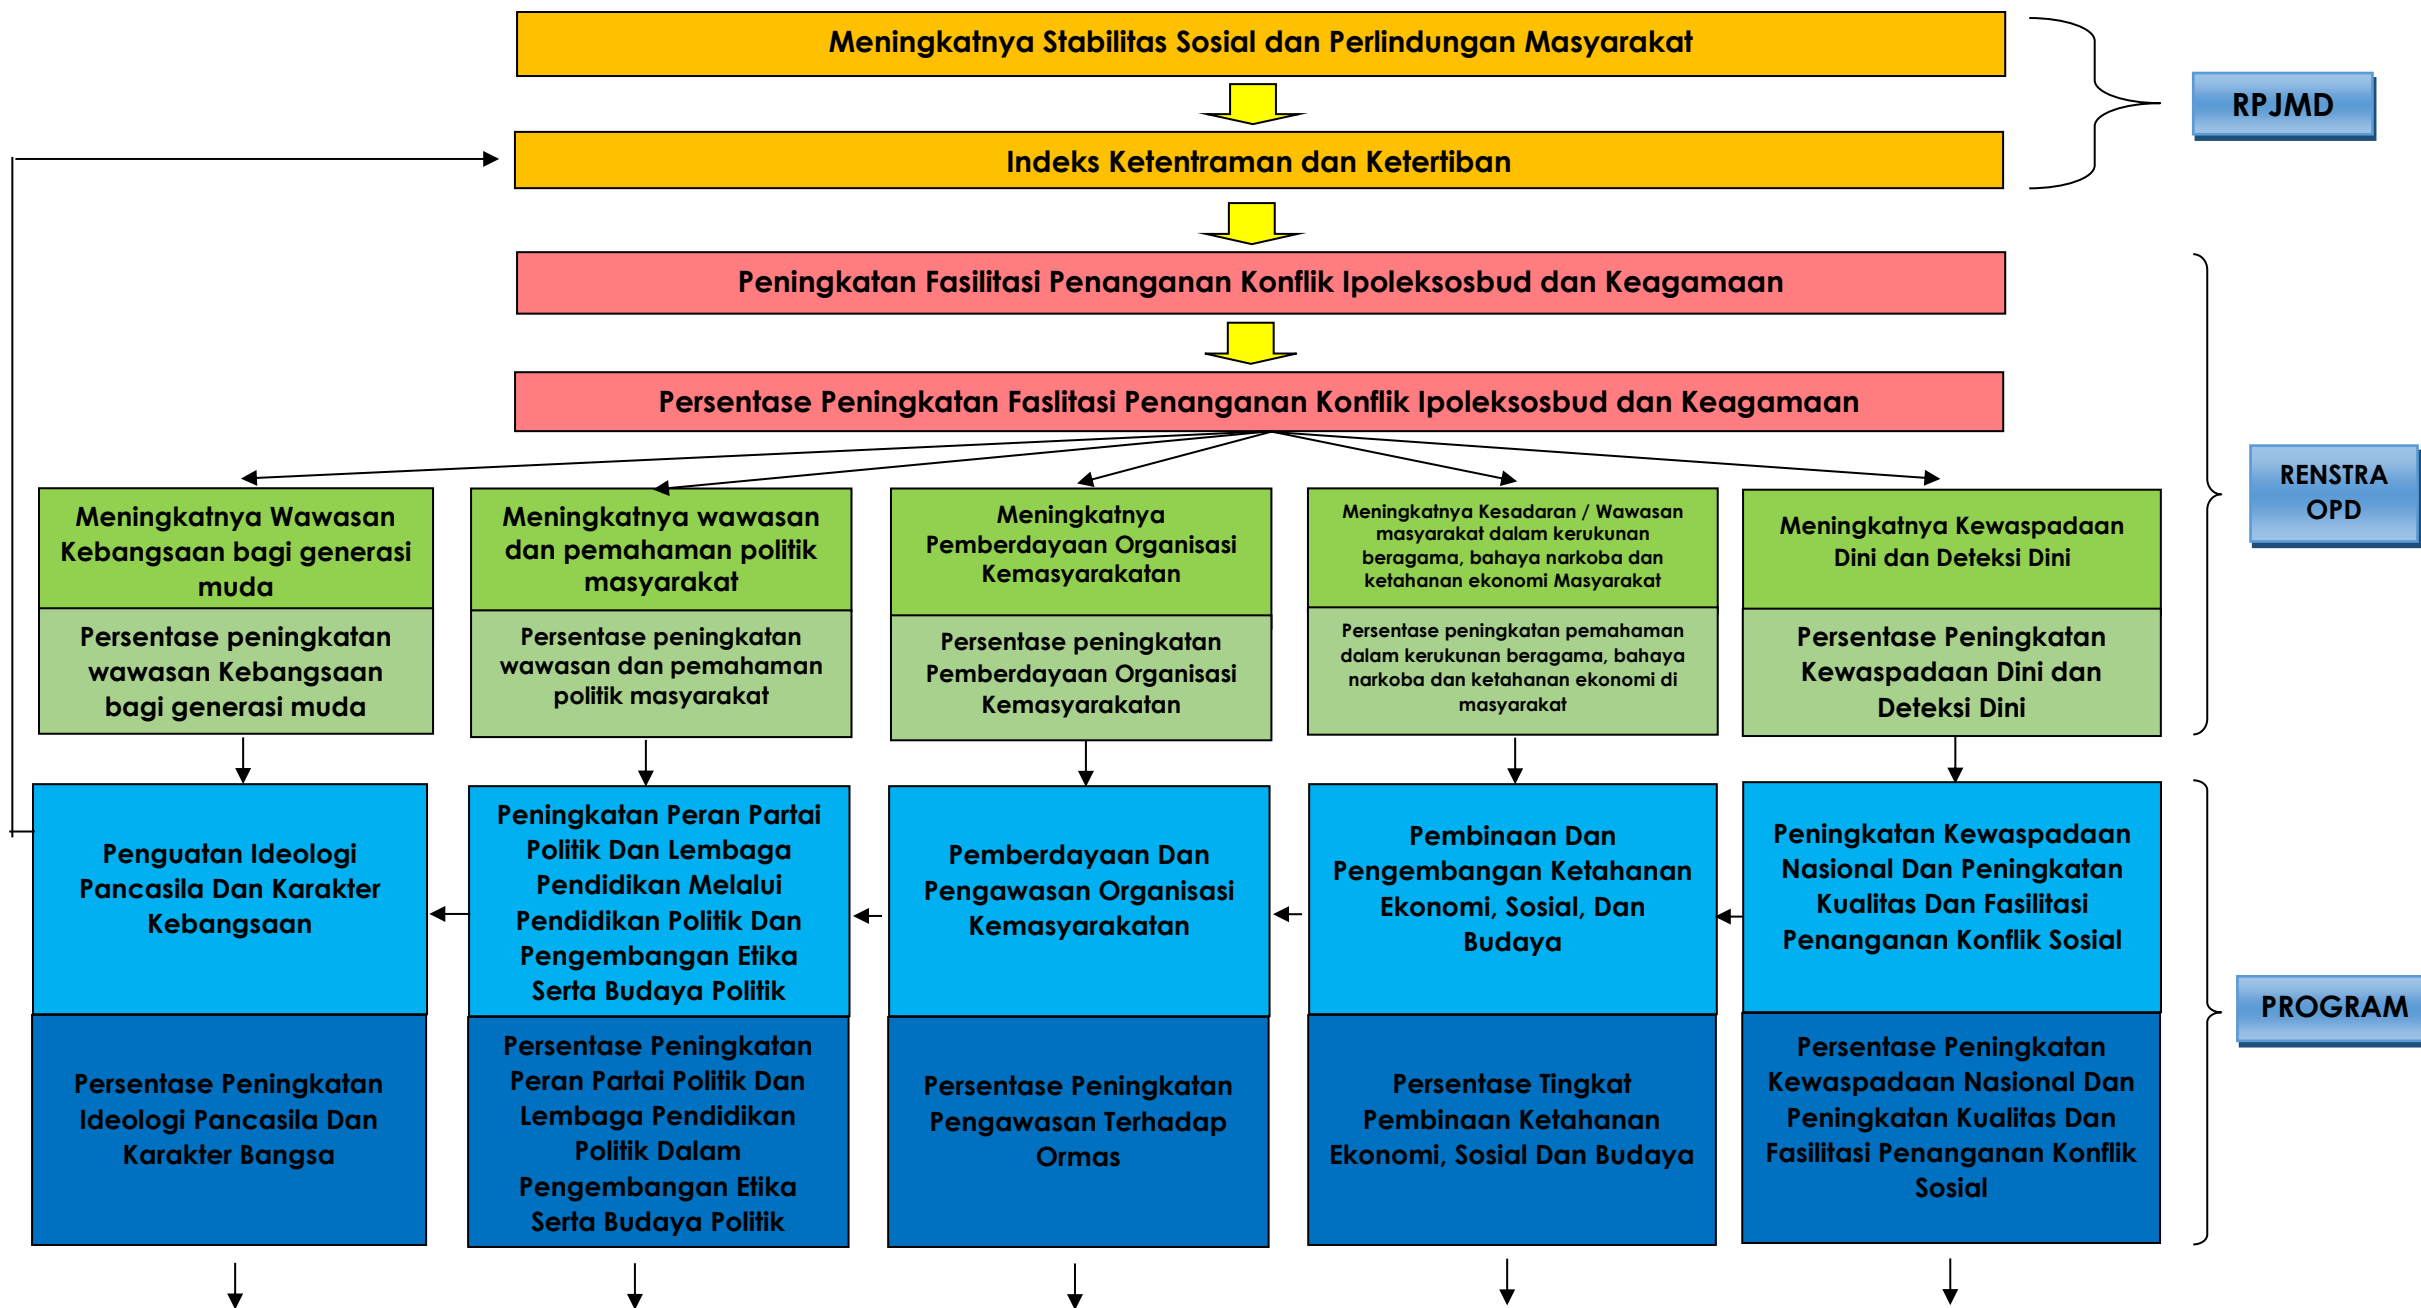 Meningkatnya Stabilitas Sosial dan Perlindungan Masyarakat
RPJMD
Indeks Ketentraman dan Ketertiban
Peningkatan Fasilitasi Penanganan Konflik Ipoleksosbud dan Keagamaan
Persentase Peningkatan Faslitasi Penanganan Konflik Ipoleksosbud dan Keagamaan
RENSTRA
OPD
Meningkatnya Wawasan
Kebangsaan bagi generasi
muda
Meningkatnya wawasan
dan pemahaman politik
masyarakat
Meningkatnya
Pemberdayaan Organisasi
Kemasyarakatan
Meningkatnya Kesadaran / Wawasan
masyarakat dalam kerukunan
beragama, bahaya narkoba dan
ketahanan ekonomi Masyarakat
Meningkatnya Kewaspadaan
Dini dan Deteksi Dini
Persentase peningkatan
wawasan Kebangsaan
bagi generasi muda
Persentase peningkatan
wawasan dan pemahaman
politik masyarakat
Persentase peningkatan
Pemberdayaan Organisasi
Kemasyarakatan
Persentase peningkatan pemahaman
dalam kerukunan beragama, bahaya
narkoba dan ketahanan ekonomi di
masyarakat
Persentase Peningkatan
Kewaspadaan Dini dan
Deteksi Dini
Penguatan Ideologi
Pancasila Dan Karakter
Kebangsaan
Peningkatan Peran Partai
Politik Dan Lembaga
Pendidikan Melalui
Pendidikan Politik Dan
Pengembangan Etika
Serta Budaya Politik
Pemberdayaan Dan
Pengawasan Organisasi
Kemasyarakatan
Pembinaan Dan
Pengembangan Ketahanan
Ekonomi, Sosial, Dan
Budaya
Peningkatan Kewaspadaan
Nasional Dan Peningkatan
Kualitas Dan Fasilitasi
Penanganan Konflik Sosial
PROGRAM
Persentase Peningkatan
Ideologi Pancasila Dan
Karakter Bangsa
Persentase Peningkatan
Peran Partai Politik Dan
Lembaga Pendidikan
Politik Dalam
Pengembangan Etika
Serta Budaya Politik
Persentase Peningkatan
Pengawasan Terhadap
Ormas
Persentase Tingkat
Pembinaan Ketahanan
Ekonomi, Sosial Dan Budaya
Persentase Peningkatan
Kewaspadaan Nasional Dan
Peningkatan Kualitas Dan
Fasilitasi Penanganan Konflik
Sosial